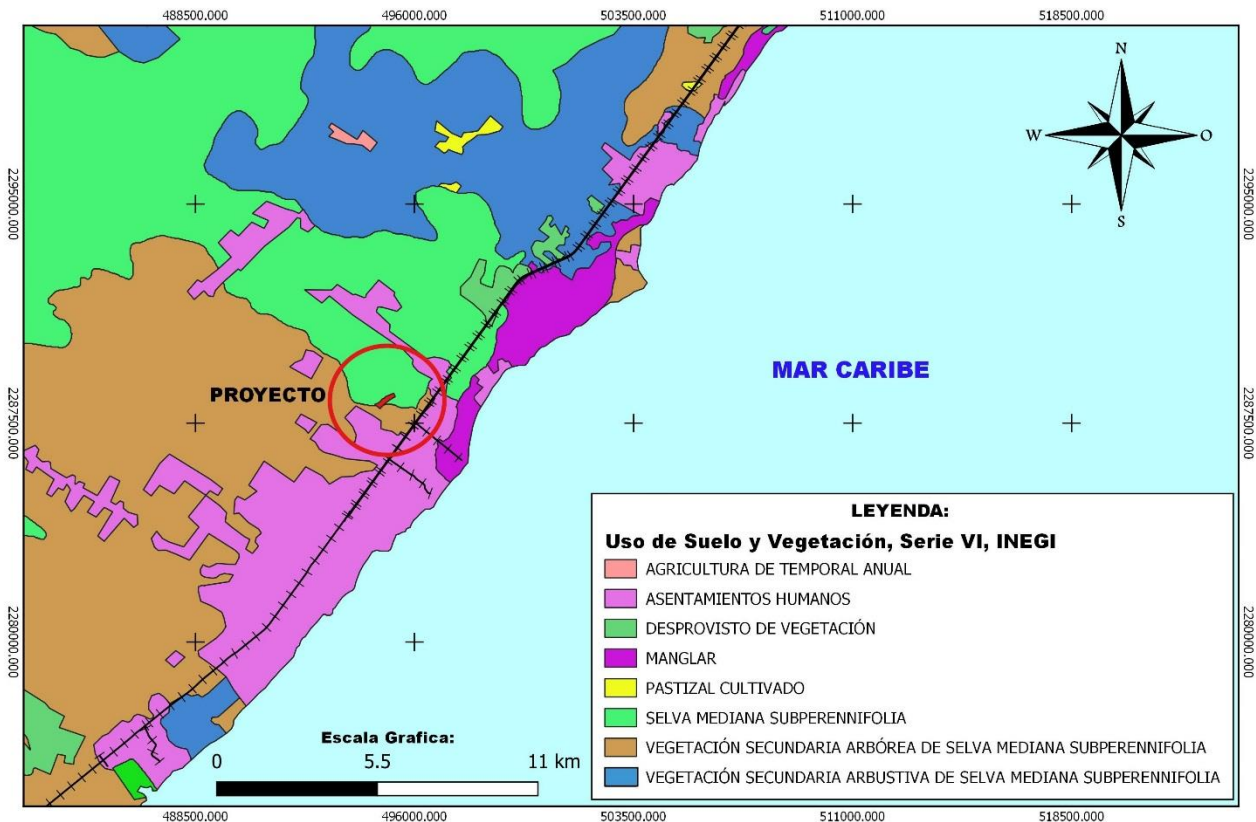 488500.000 496000.000 503500.000 511000.000 518500.000
N
W O
S
2295000.000 2295000.000
MAR CARIBE
PROYECTO
2287500.000 2287500.000
LEYENDA:
Uso de Suelo y Vegetación, Serie VI, INEGI
AGRICULTURA DE TEMPORAL ANUAL
ASENTAMIENTOS HUMANOS
DESPROVISTO DE VEGETACIÓN
MANGLAR
PASTIZAL CULTIVADO
SELVA MEDIANA SUBPERENNIFOLIA
VEGETACIÓN SECUNDARIA ARBÓREA DE SELVA MEDIANA SUBPERENNIFOLIA
VEGETACIÓN SECUNDARIA ARBUSTIVA DE SELVA MEDIANA SUBPERENNIFOLIA
2280000.000 2280000.000
Escala Grafica:
0 5.5 11 km
488500.000 496000.000 503500.000 511000.000 518500.000